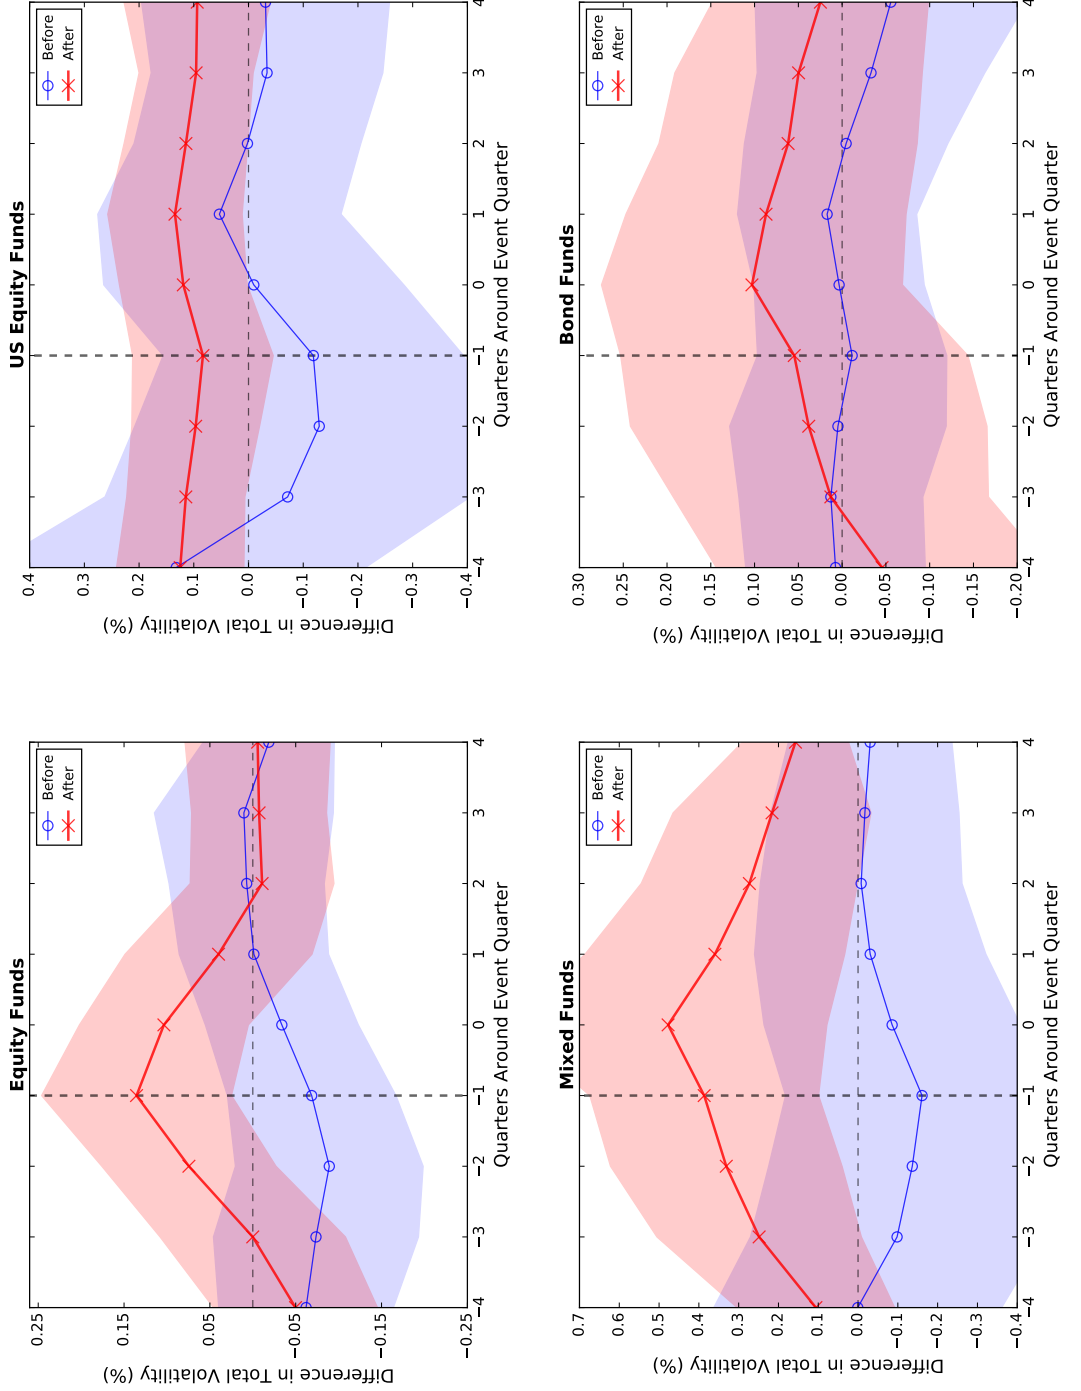 Equity Funds
Difference in Total Volatility (%)
0.25
0.15
0.05
−0.05
−0.15
−0.25
−4 −3 −2 −1 0 1 2 3 4
Quarters Around Event Quarter
Before
After
US Equity Funds
Difference in Total Volatility (%)
0.4
0.3
0.2
0.1
0.0
−0.1
−0.2
−0.3
−0.4
−4 −3 −2 −1 0 1 2 3 4
Quarters Around Event Quarter
Before
After
Mixed Funds
Difference in Total Volatility (%)
0.7
0.6
0.5
0.4
0.3
0.2
0.1
0.0
−0.1
−0.2
−0.3
−0.4
−4 −3 −2 −1 0 1 2 3 4
Quarters Around Event Quarter
Before
After
Bond Funds
Difference in Total Volatility (%)
0.30
0.25
0.20
0.15
0.10
0.05
0.00
−0.05
−0.10
−0.15
−0.20
−4 −3 −2 −1 0 1 2 3 4
Quarters Around Event Quarter
Before
After